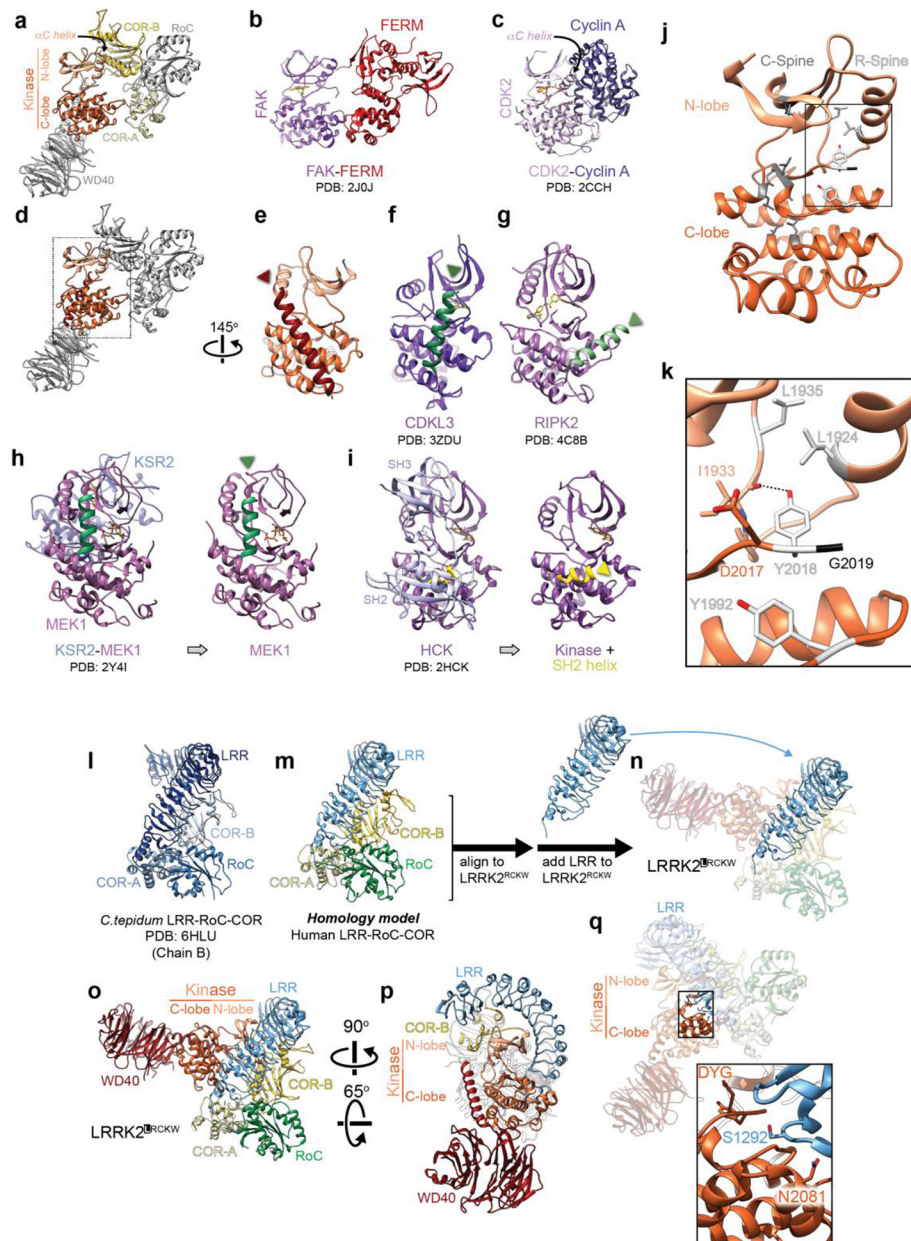 a
COR-B
αC helix
RoC
Kinase
N-lobe
C-lobe
COR-A
WD40
b
FERM
FAK
FAK-FERM
PDB: 2J0J
c
Cyclin A
αC helix
CDK2
CDK2-Cyclin A
PDB: 2CCH
j
C-Spine
R-Spine
N-lobe
C-lobe
d
145o
e
f
CDKL3
PDB: 3ZDU
g
RIPK2
PDB: 4C8B
k
L1935
L1924
I1933
D2017
Y2018
G2019
Y1992
h
KSR2
MEK1
KSR2-MEK1
PDB: 2Y4I
MEK1
i
SH3
SH2
HCK
PDB: 2HCK
Kinase +
SH2 helix
l
LRR
COR-B
RoC
COR-A
C.tepidum LRR-RoC-COR
PDB: 6HLU
(Chain B)
m
LRR
COR-B
RoC
COR-A
Homology model
Human LRR-RoC-COR
align to
LRRK2RCKW
add LRR to
LRRK2RCKW
n
LRRK2LRCKW
o
Kinase
C-lobe
N-lobe
LRR
WD40
COR-B
COR-A
RoC
LRRK2LRCKW
90o
65o
p
LRR
COR-B
Kinase
N-lobe
C-lobe
WD40
q
LRR
Kinase
N-lobe
C-lobe
DYG
S1292
N2081